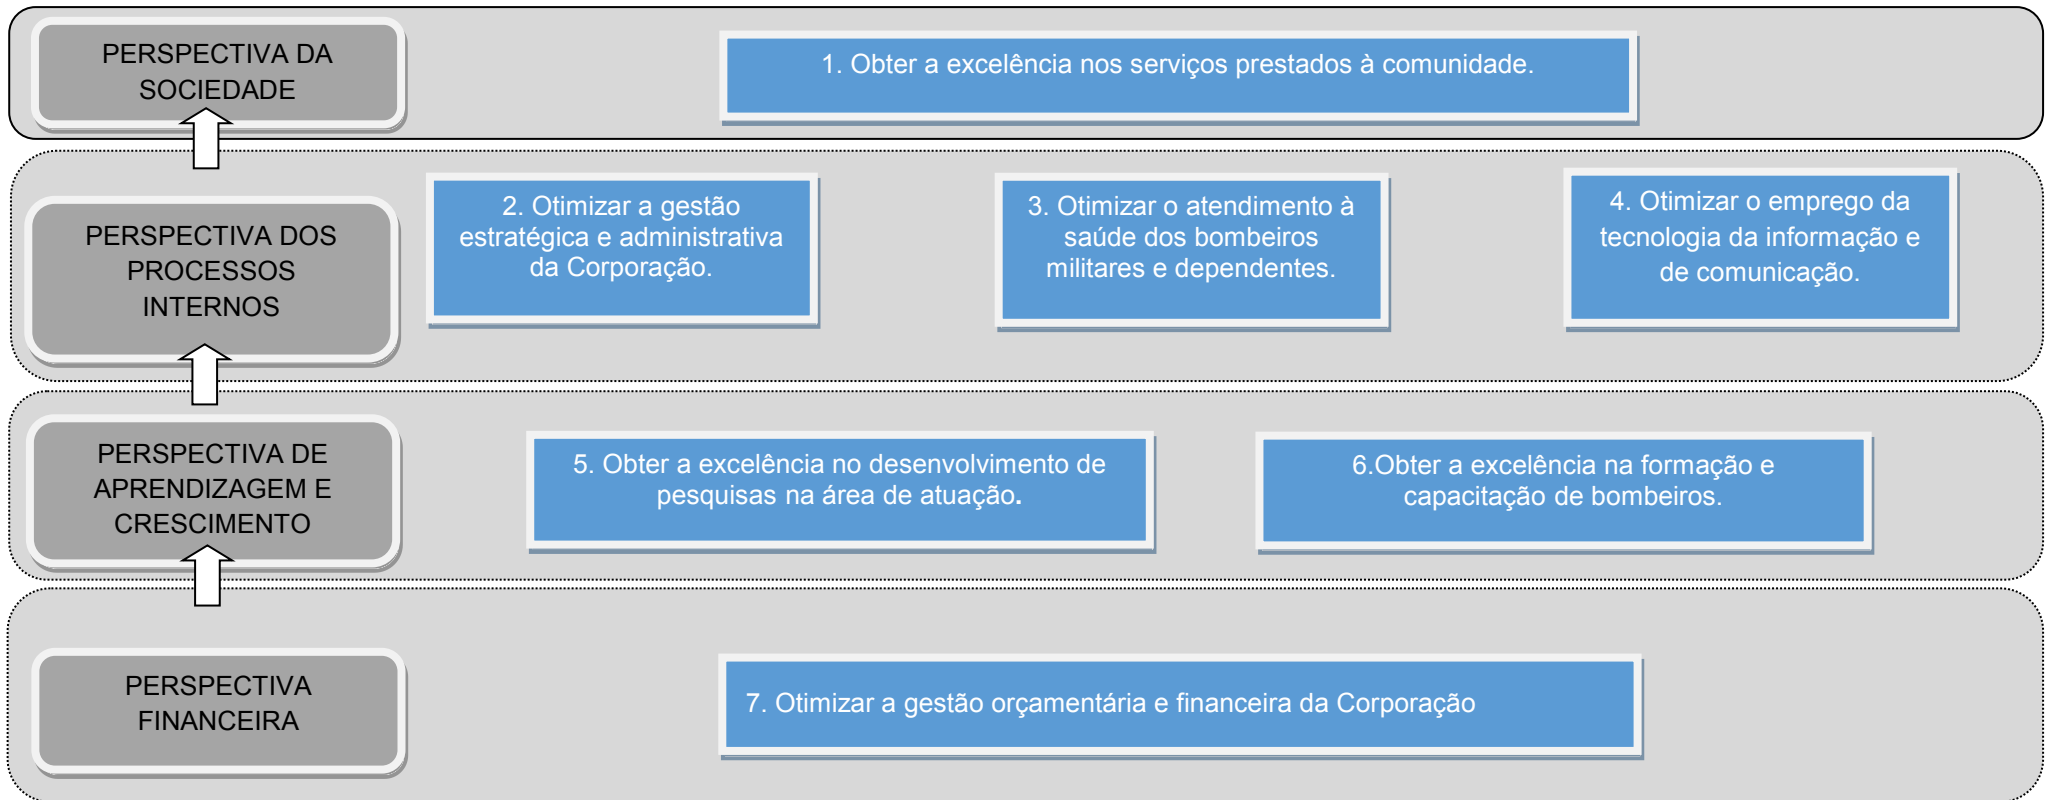 PERSPECTIVA DA
SOCIEDADE
1. Obter a excelência nos serviços prestados à comunidade.
PERSPECTIVA DOS
PROCESSOS
INTERNOS
2. Otimizar a gestão
estratégica e administrativa
da Corporação.
3. Otimizar o atendimento à
saúde dos bombeiros
militares e dependentes.
4. Otimizar o emprego da
tecnologia da informação e
de comunicação.
PERSPECTIVA DE
APRENDIZAGEM E
CRESCIMENTO
5. Obter a excelência no desenvolvimento de
pesquisas na área de atuação.
6.Obter a excelência na formação e
capacitação de bombeiros.
PERSPECTIVA
FINANCEIRA
7. Otimizar a gestão orçamentária e financeira da Corporação